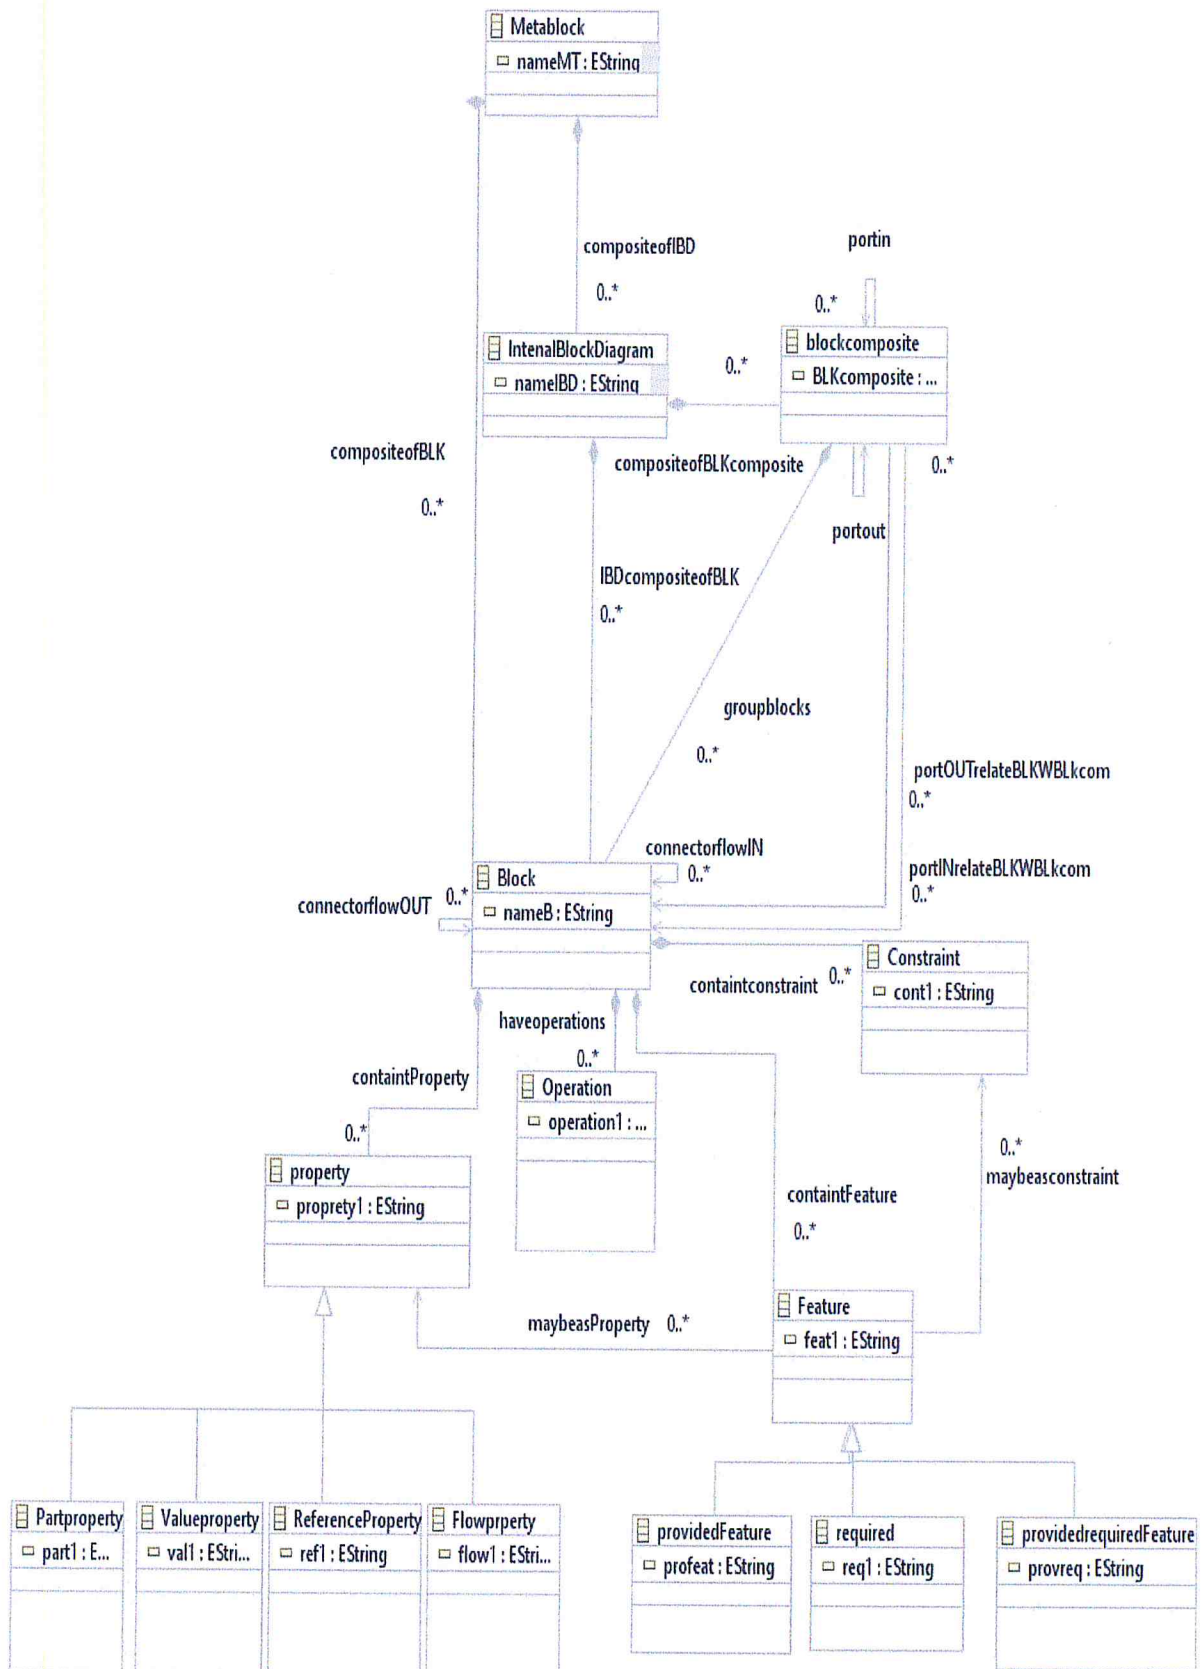 Metablock
nameMT : EString
compositeofIBD
0..*
portin
0..*
IntenalBlockDiagram
nameIBD : EString
0..*
blockcomposite
BLKcomposite : ...
compositeofBLK
0..*
compositeofBLKcomposite
0..*
portout
IBDcompositeofBLK
0..*
groupblocks
0..*
portOUTrelateBLKWBLkcom
0..*
connectorflowIN
0..*
portINrelateBLKWBLkcom
0..*
connectorflowOUT
0..*
Block
nameB : EString
containtconstraint
0..*
Constraint
cont1 : EString
haveoperations
0..*
containtProperty
0..*
Operation
operation1 : ...
0..*
maybeasconstraint
property
proprety1 : EString
containtFeature
0..*
maybeasProperty 0..*
Feature
feat1 : EString
Partproperty
part1 : E...
Valueproperty
val1 : EStri...
ReferenceProperty
ref1 : EString
Flowprperty
flow1 : EStri...
providedFeature
profeat : EString
required
req1 : EString
providedrequiredFeature
provreq : EString